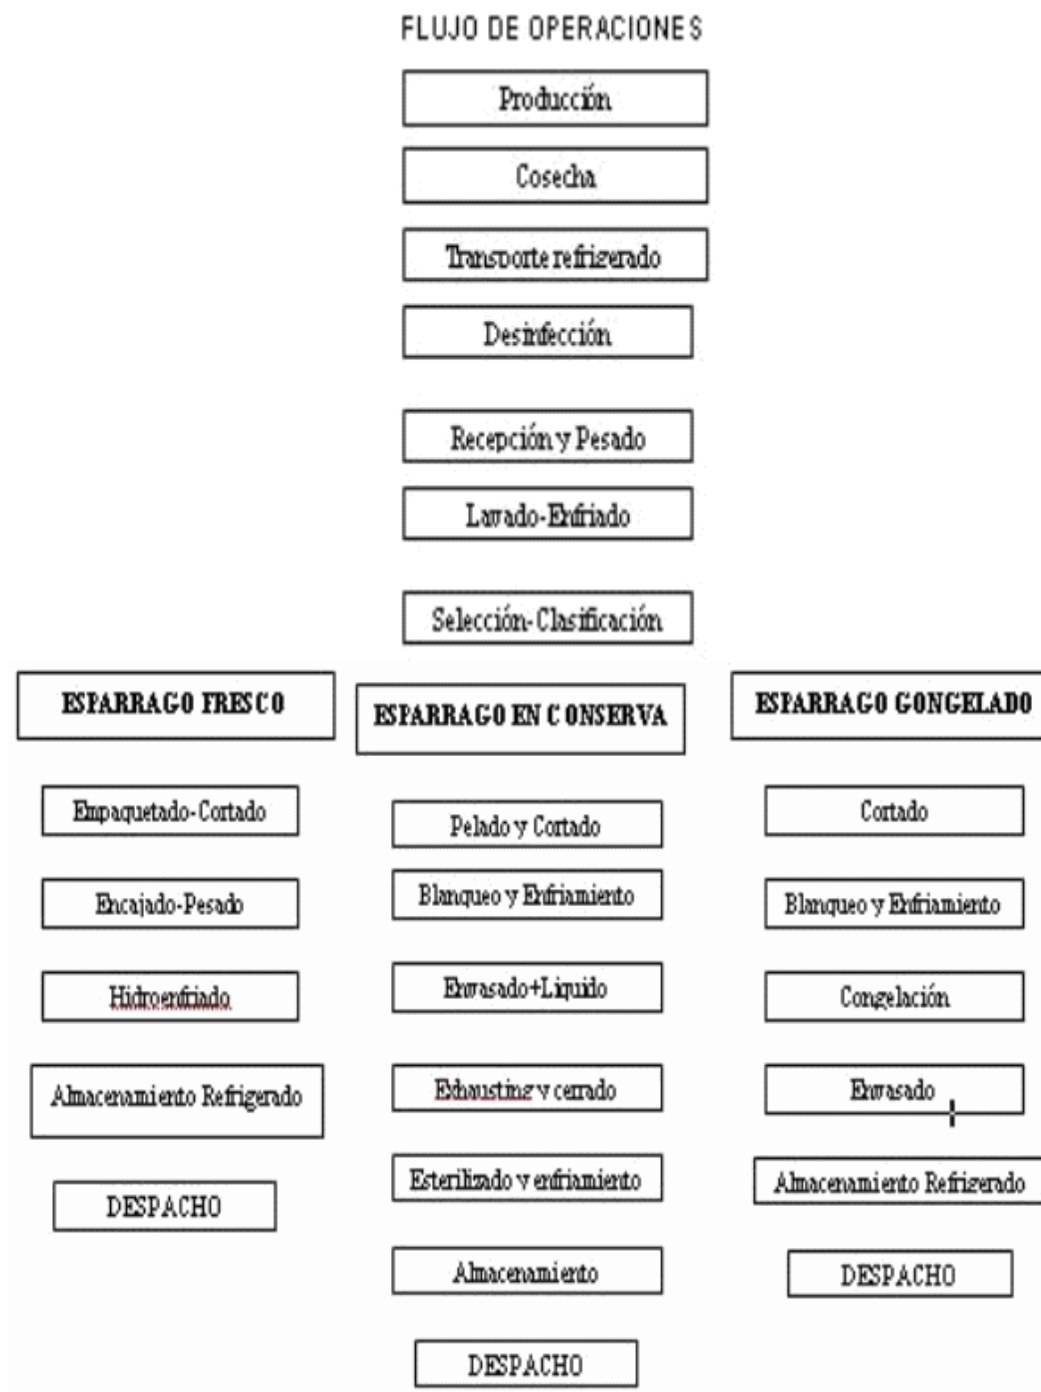 FLUJO DE OPERACIONES
Producción
Cosecha
Transporte refrigerado
Desinfección
Recepción y Pesado
Lavado-Enfriado
Selección-Clasificación
ESPARRAGO FRESCO
Empaquetado-Cortado
Encajado-Pesado
Hidroenfriado
Almacenamiento Refrigerado
DESPACHO
ESPARRAGO EN CONSERVA
Pelado y Cortado
Blanqueo y Enfriamiento
Envasado+Liquido
Exhausting y cerrado
Esterilizado y enfriamiento
Almacenamiento
DESPACHO
ESPARRAGO GONGELADO
Cortado
Blanqueo y Enfriamiento
Congelación
Envasado
Almacenamiento Refrigerado
DESPACHO